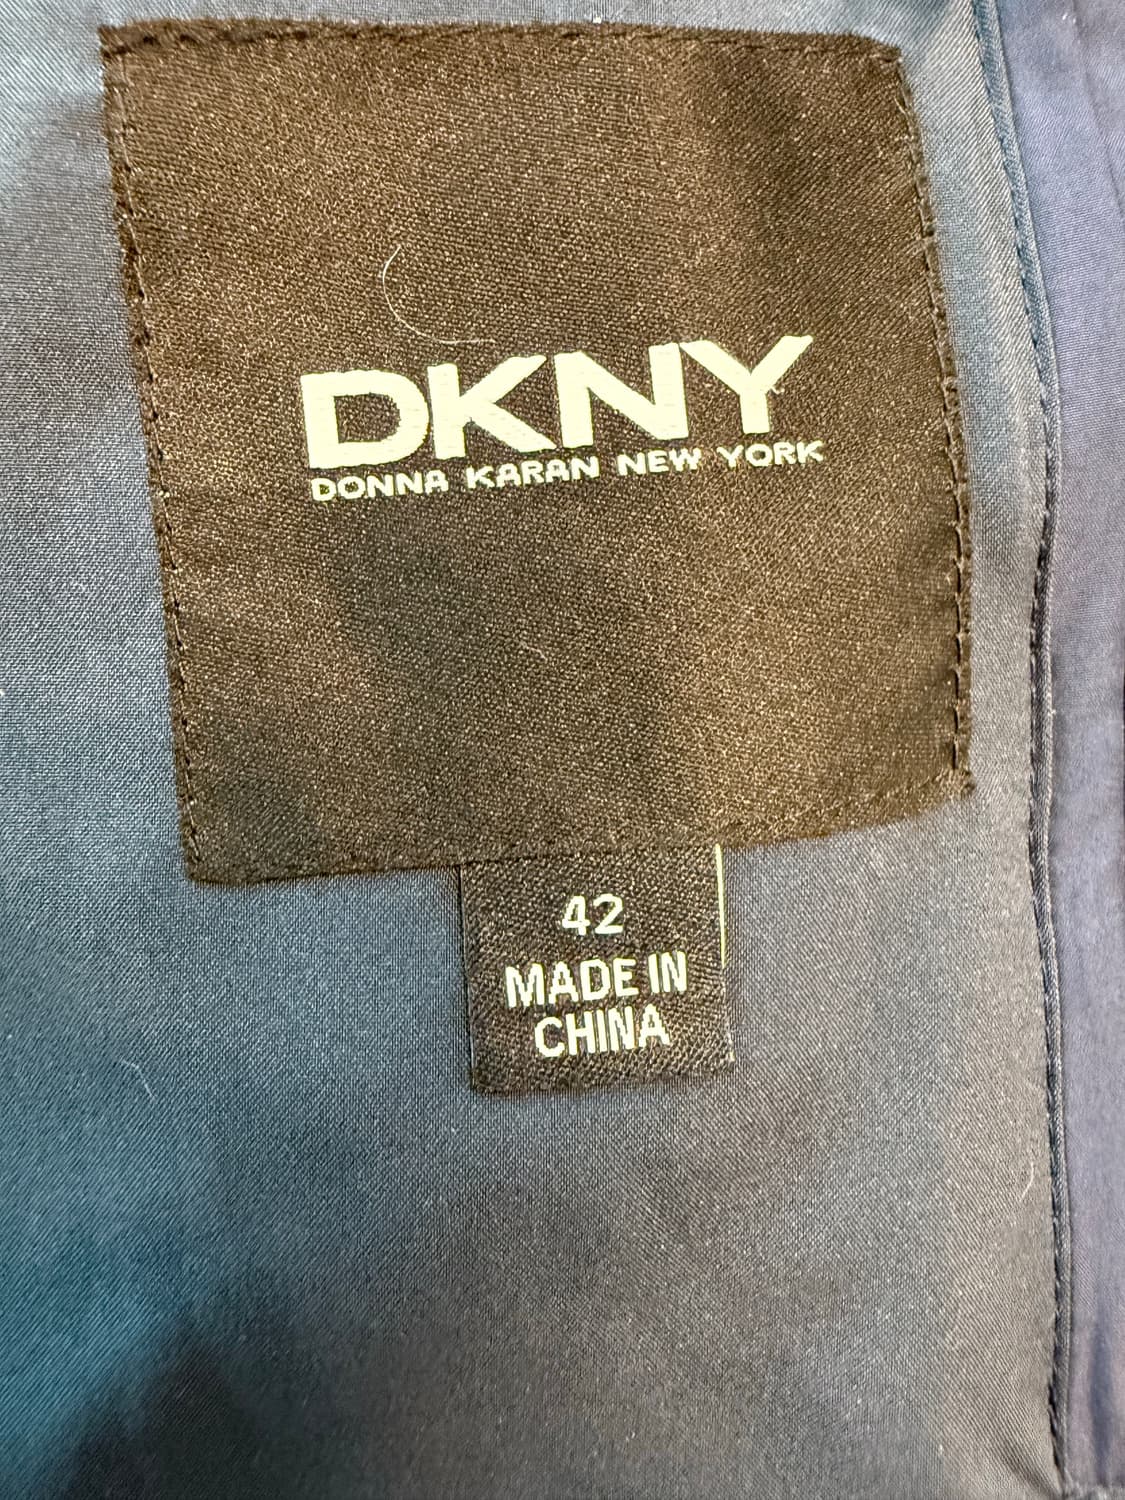 DKNY
DONNA KARAN NEW YORK
42
MADE IN
CHINA